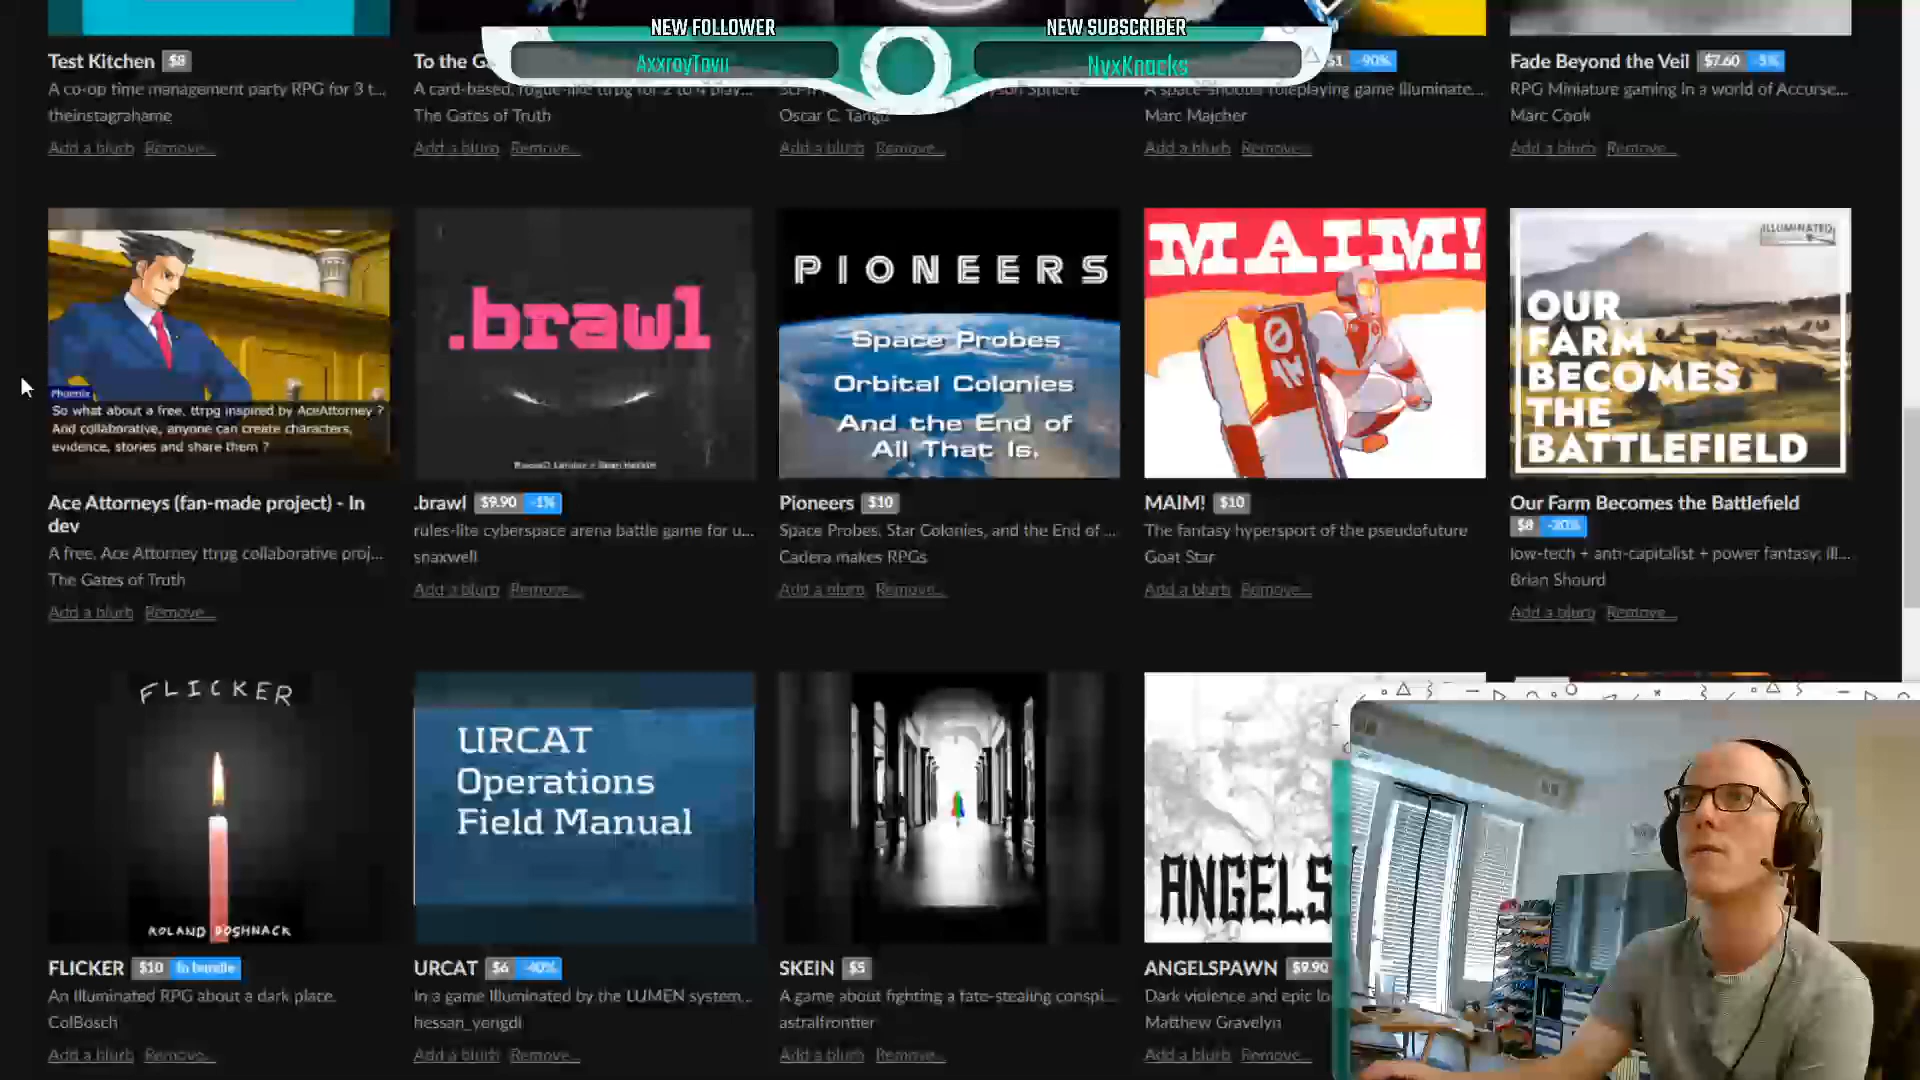 NEW FOLLOWER
NEW SUBSCRIBER
AxxroyTovu
NyxKnocks
Test Kitchen $8
A co-op time management party RPG for 3 t...
theinstagrahame
Add a blurb Remove...
To the G
A card-based, rogue-like ttrpg for 2 to 4 play...
The Gates of Truth
Add a blurb Remove...
Oscar C. Tango
Add a blurb Remove...
$1 -90%
A space-shooter roleplaying game Illuminate...
Marc Majcher
Add a blurb Remove...
Fade Beyond the Veil $7.60 -5%
RPG Miniature gaming in a world of Accurse...
Marc Cook
Add a blurb Remove...
Phoenix
So what about a free, ttrpg inspired by AceAttorney ?
And collaborative, anyone can create characters,
evidence, stories and share them ?
Ace Attorneys (fan-made project) - In
dev
A free, Ace Attorney ttrpg collaborative proj...
The Gates of Truth
Add a blurb Remove...
.brawl
.brawl $9.90 -1%
rules-lite cyberspace arena battle game for u...
snaxwell
Add a blurb Remove...
PIONEERS
Space Probes
Orbital Colonies
And the End of
All That Is.
Pioneers $10
Space Probes, Star Colonies, and the End of ...
Cadera makes RPGs
Add a blurb Remove...
MAIM!
MAIM! $10
The fantasy hypersport of the pseudofuture
Goat Star
Add a blurb Remove...
ILLUMINATED
OUR
FARM
BECOMES
THE
BATTLEFIELD
Our Farm Becomes the Battlefield
$8 -20%
low-tech + anti-capitalist + power fantasy; ill...
Brian Shourd
Add a blurb Remove...
FLICKER
ROLAND BOSHNACK
FLICKER $10 In bundle
An Illuminated RPG about a dark place.
ColBosch
Add a blurb Remove...
URCAT
Operations
Field Manual
URCAT $6 -40%
In a game Illuminated by the LUMEN system...
hessan_yongdi
Add a blurb Remove...
SKEIN $5
A game about fighting a fate-stealing conspi...
astralfrontier
Add a blurb Remove...
ANGELS
ANGELSPAWN $9.90
Dark violence and epic lo
Matthew Gravelyn
Add a blurb Remove...